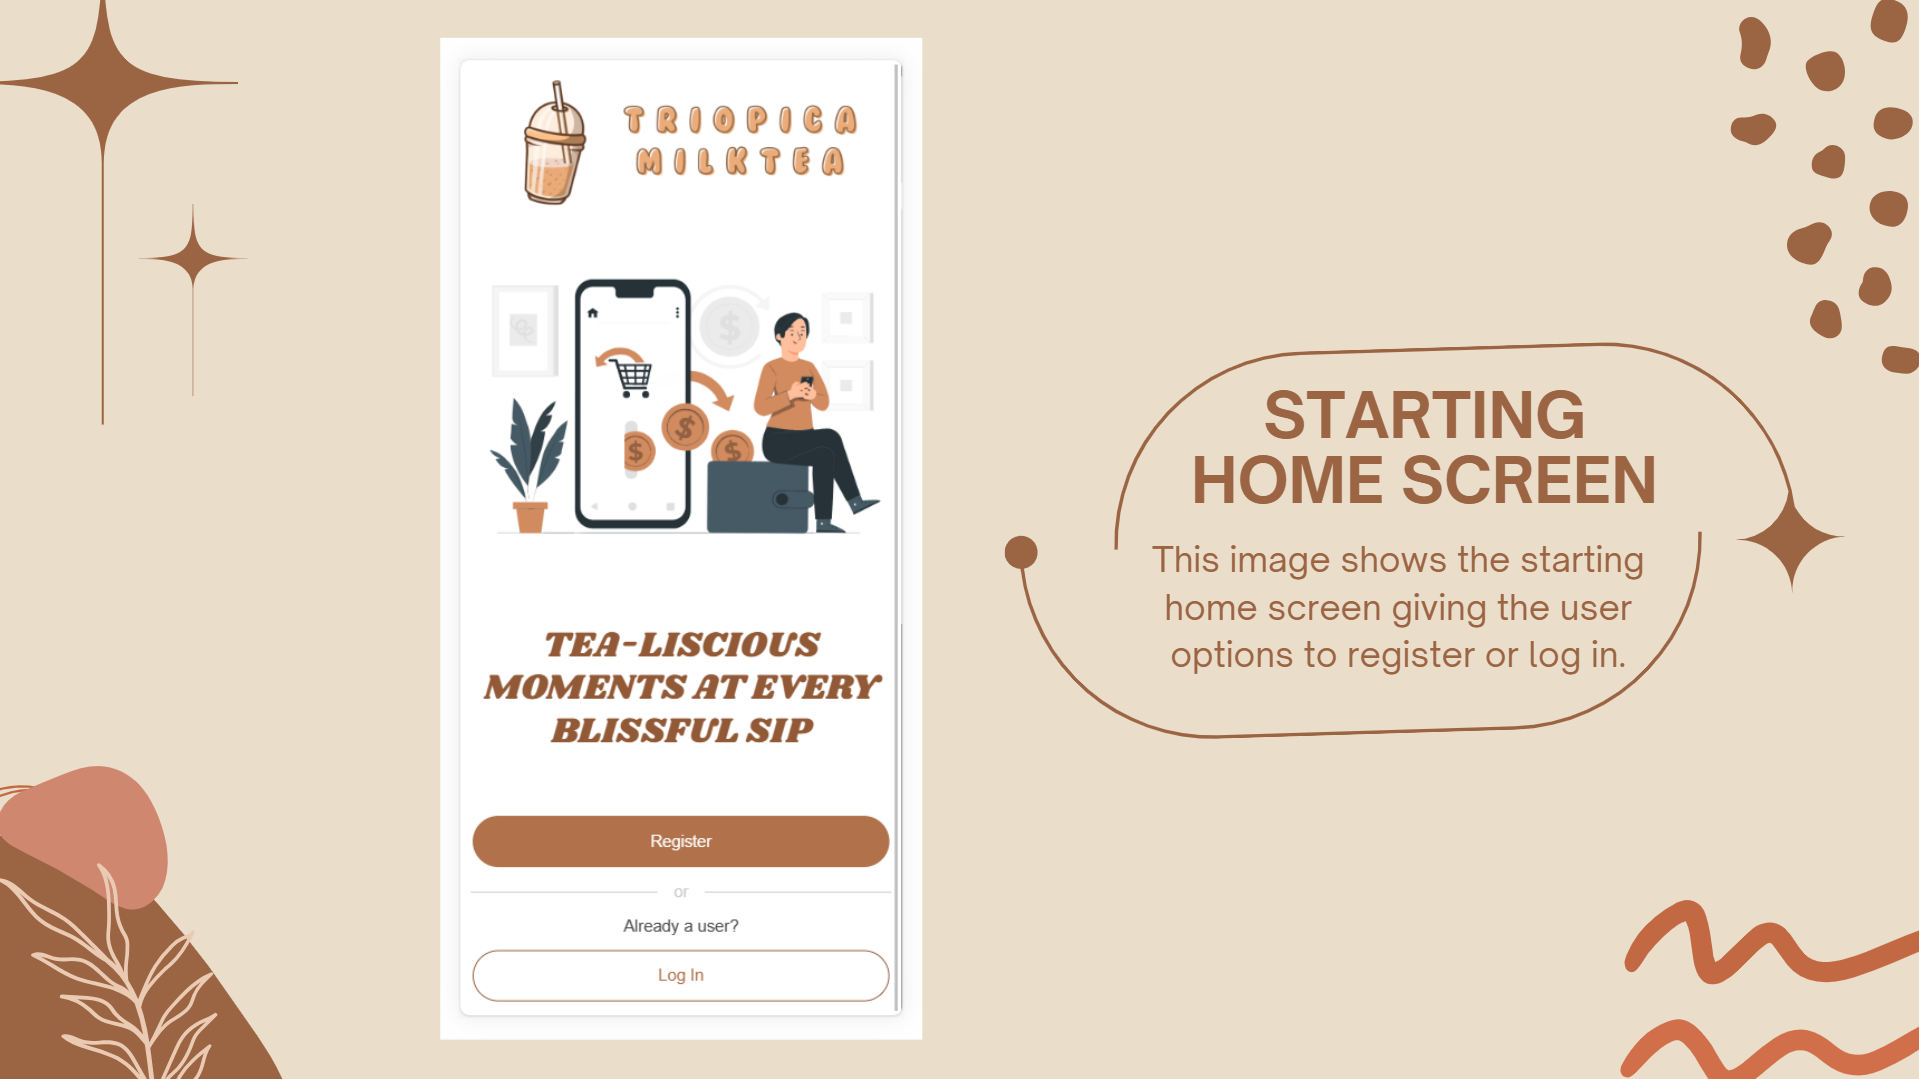 TRIOPICA
MILKTEA
$
$
$
$
TEA-LISCIOUS
MOMENTS AT EVERY
BLISSFUL SIP
Register
or
Already a user?
Log In
STARTING
HOME SCREEN
This image shows the starting
home screen giving the user
options to register or log in.